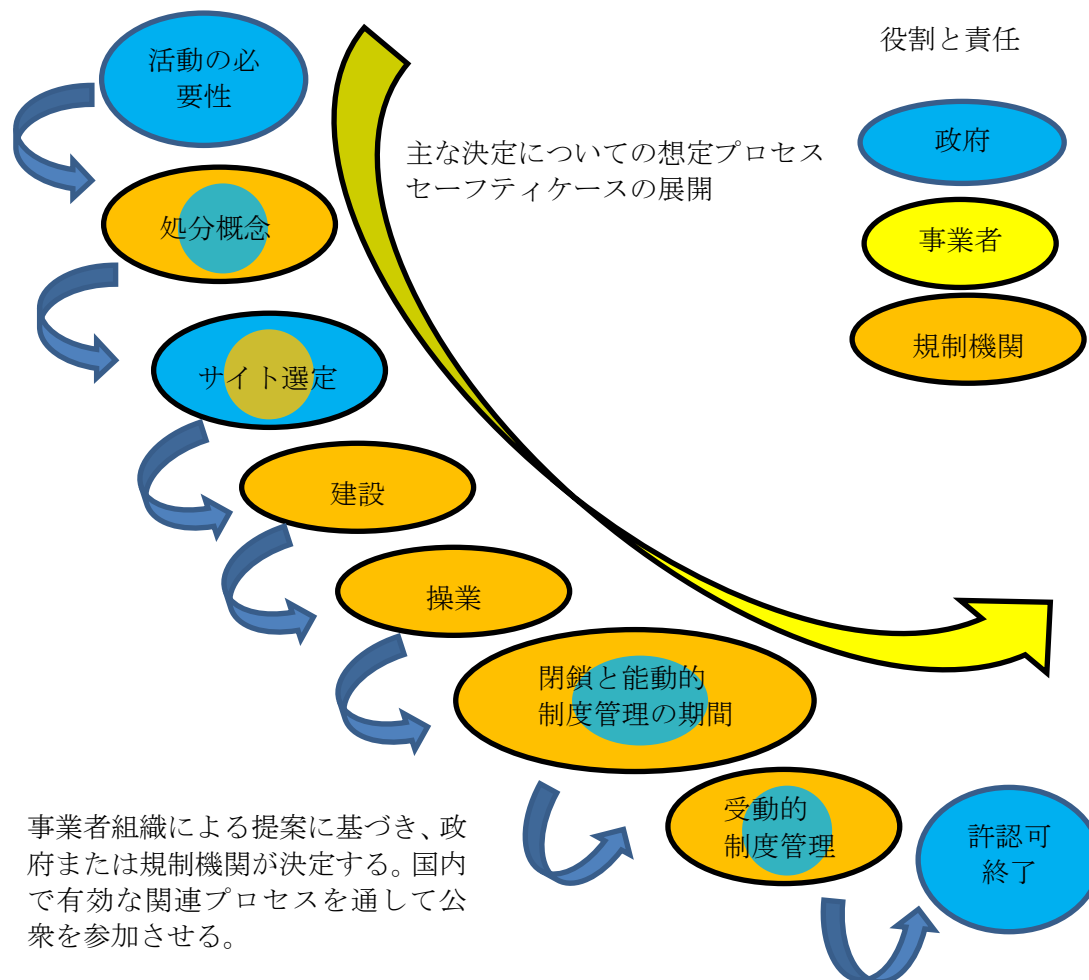 役割と責任
活動の必
要性
政府
主な決定についての想定プロセス
セーフティケースの展開
処分概念
事業者
規制機関
サイト選定
建設
操業
閉鎖と能動的
制度管理の期間
受動的
制度管理
許認可
終了
事業者組織による提案に基づき、政
府または規制機関が決定する。国内
で有効な関連プロセスを通して公
衆を参加させる。